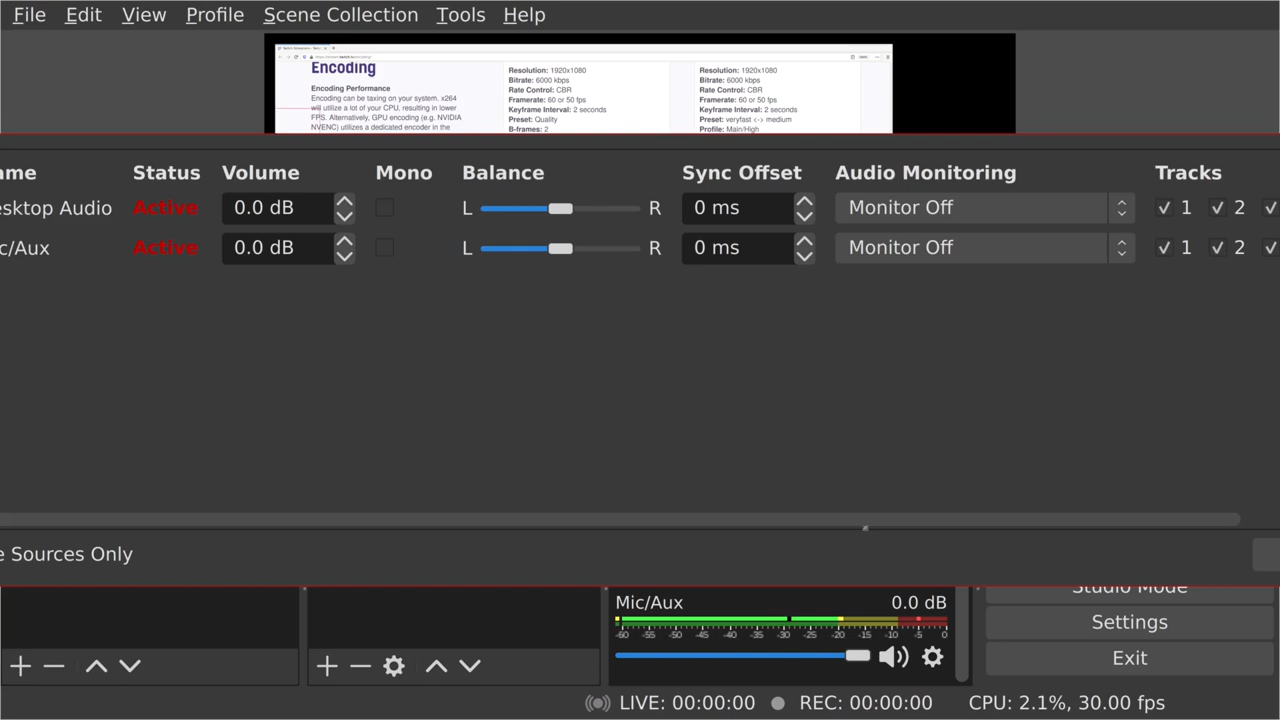 File Edit View Profile Scene Collection Tools Help
Encoding
Encoding Performance
Encoding can be taxing on your system. x264
will utilize a lot of your CPU, resulting in lower
FPS. Alternatively, GPU encoding (e.g. NVIDIA
NVENC) utilizes a dedicated encoder in the
Resolution: 1920x1080
Bitrate: 6000 kbps
Rate Control: CBR
Framerate: 60 or 50 fps
Keyframe Interval: 2 seconds
Preset: Quality
B-frames: 2
Resolution: 1920x1080
Bitrate: 6000 kbps
Rate Control: CBR
Framerate: 60 or 50 fps
Keyframe Interval: 2 seconds
Preset: veryfast <-> medium
Profile: Main/High
ame Status Volume Mono Balance Sync Offset Audio Monitoring Tracks
esktop Audio Active 0.0 dB L R 0 ms Monitor Off 1 2
c/Aux Active 0.0 dB L R 0 ms Monitor Off 1 2
e Sources Only
Studio Mode
Mic/Aux 0.0 dB
-60 -55 -50 -45 -40 -35 -30 -25 -20 -15 -10 -5 0
Settings
Exit
LIVE: 00:00:00 REC: 00:00:00 CPU: 2.1%, 30.00 fps